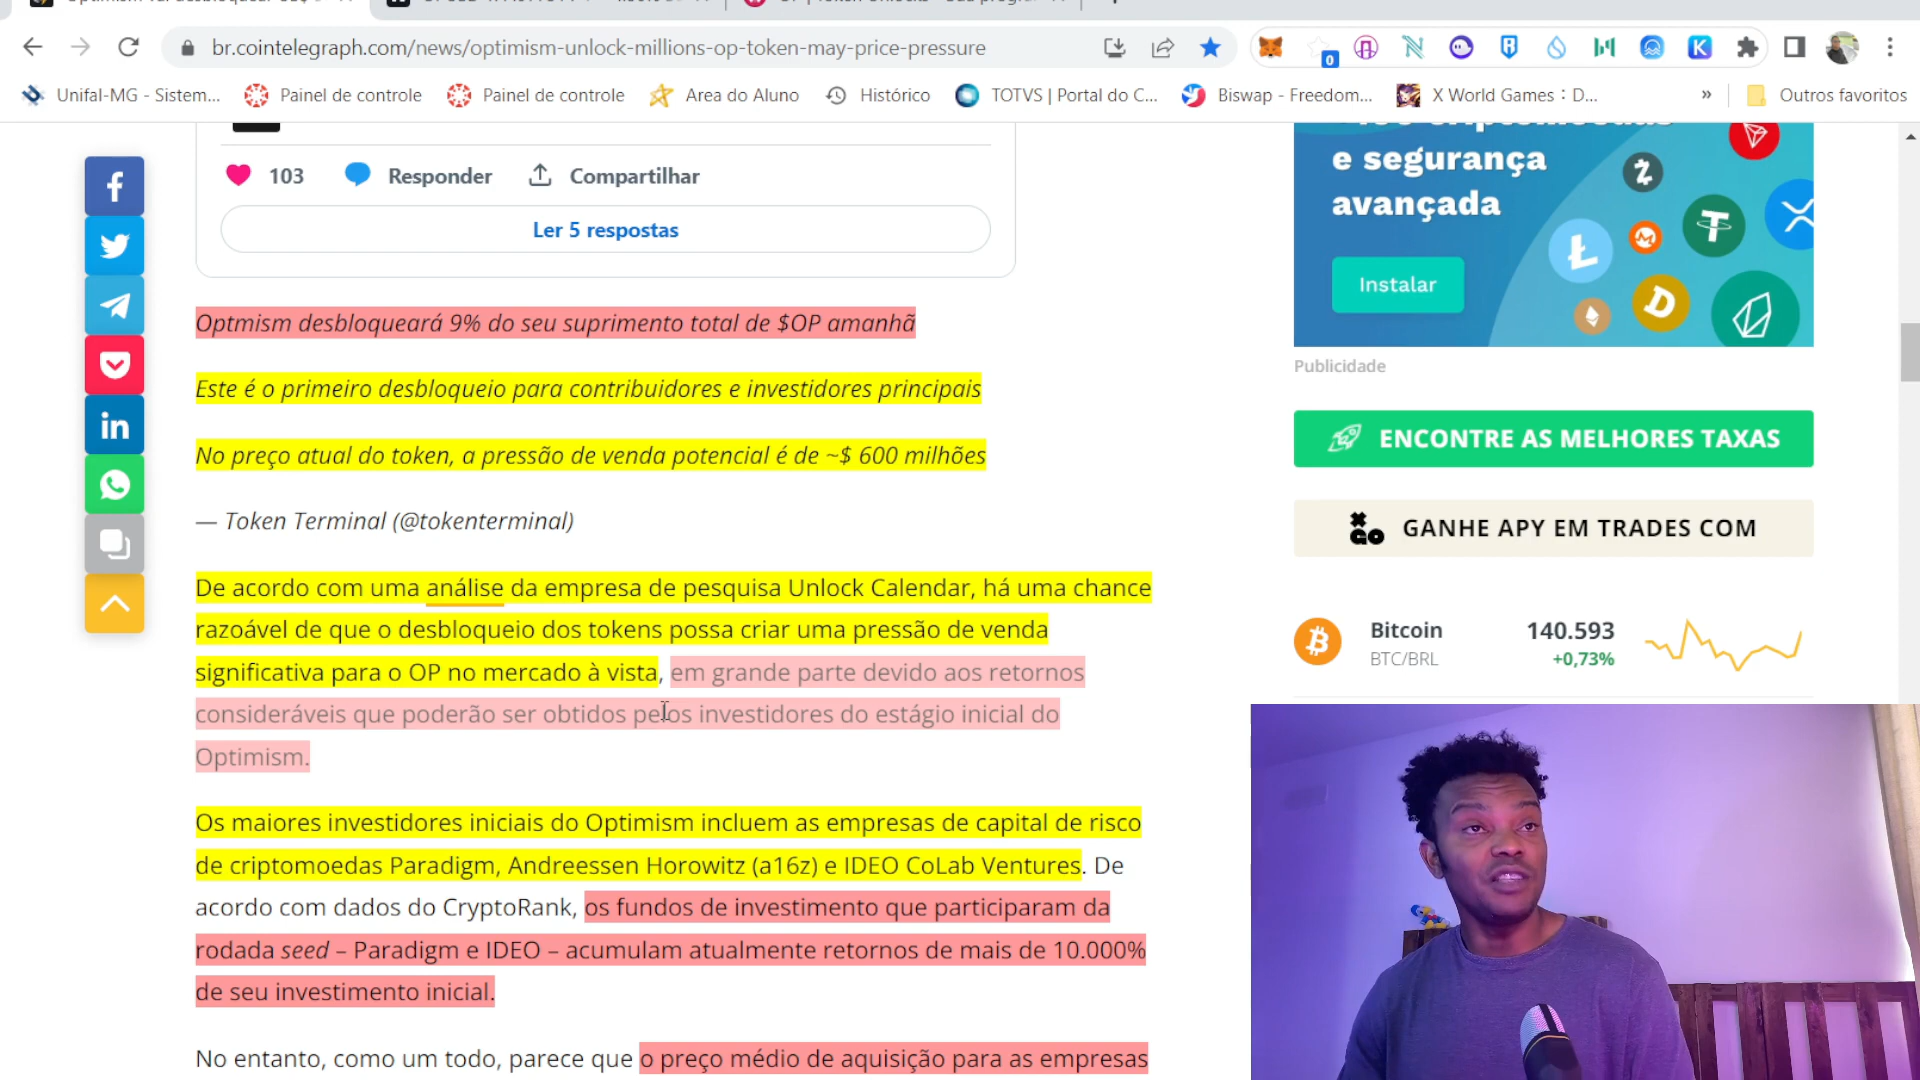 br.cointelegraph.com/news/optimism-unlock-millions-op-token-may-price-pressure
0
Unifal-MG - Sistem...
Painel de controle
Painel de controle
Area do Aluno
Histórico
TOTVS | Portal do C...
Biswap - Freedom...
X World Games : D...
»
Outros favoritos
103
Responder
Compartilhar
Ler 5 respostas
Optmism desbloqueará 9% do seu suprimento total de $OP amanhã
Este é o primeiro desbloqueio para contribuidores e investidores principais
No preço atual do token, a pressão de venda potencial é de ~$ 600 milhões
— Token Terminal (@tokenterminal)
De acordo com uma análise da empresa de pesquisa Unlock Calendar, há uma chance
razoável de que o desbloqueio dos tokens possa criar uma pressão de venda
significativa para o OP no mercado à vista, em grande parte devido aos retornos
consideráveis que poderão ser obtidos pelos investidores do estágio inicial do
Optimism.
Os maiores investidores iniciais do Optimism incluem as empresas de capital de risco
de criptomoedas Paradigm, Andreessen Horowitz (a16z) e IDEO CoLab Ventures. De
acordo com dados do CryptoRank, os fundos de investimento que participaram da
rodada seed – Paradigm e IDEO – acumulam atualmente retornos de mais de 10.000%
de seu investimento inicial.
No entanto, como um todo, parece que o preço médio de aquisição para as empresas
e segurança
avançada
Instalar
Publicidade
ENCONTRE AS MELHORES TAXAS
GANHE APY EM TRADES COM
Bitcoin
140.593
BTC/BRL
+0,73%